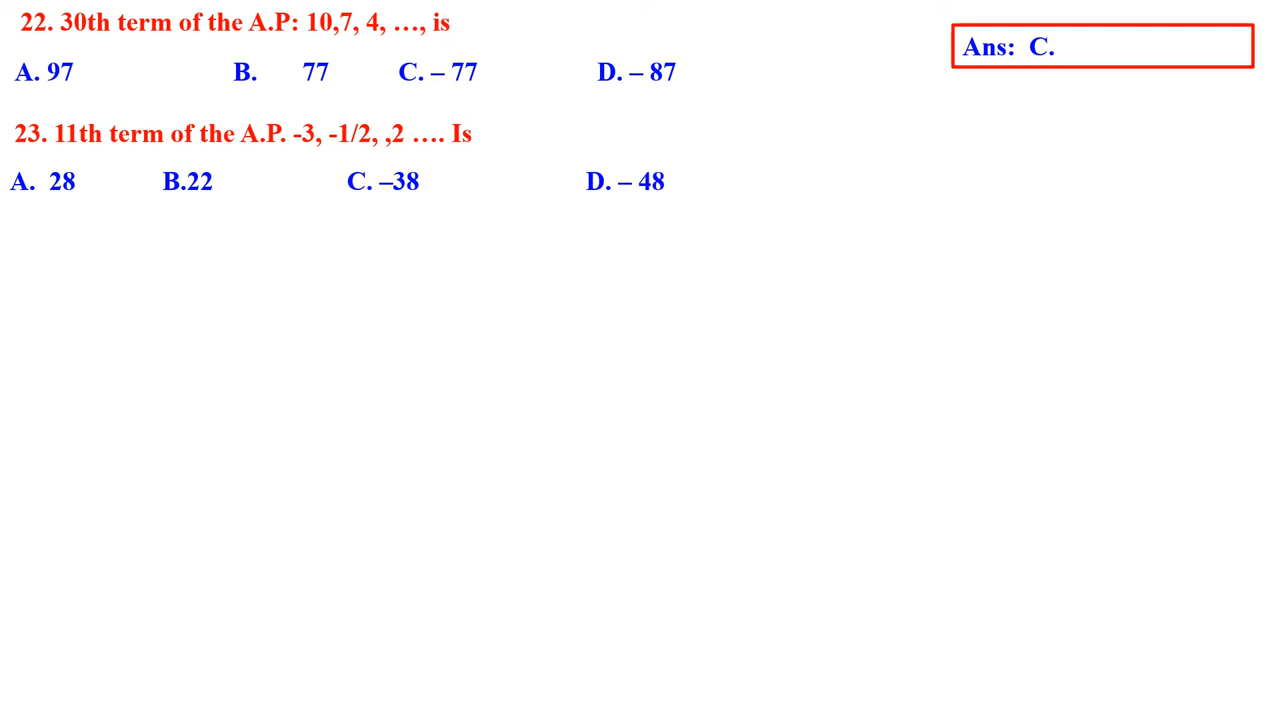 22. 30th term of the A.P: 10,7, 4, …, is
Ans: C.
A. 97 B. 77 C. – 77 D. – 87
23. 11th term of the A.P. -3, -1/2, ,2 …. Is
A. 28 B.22 C. –38 D. – 48